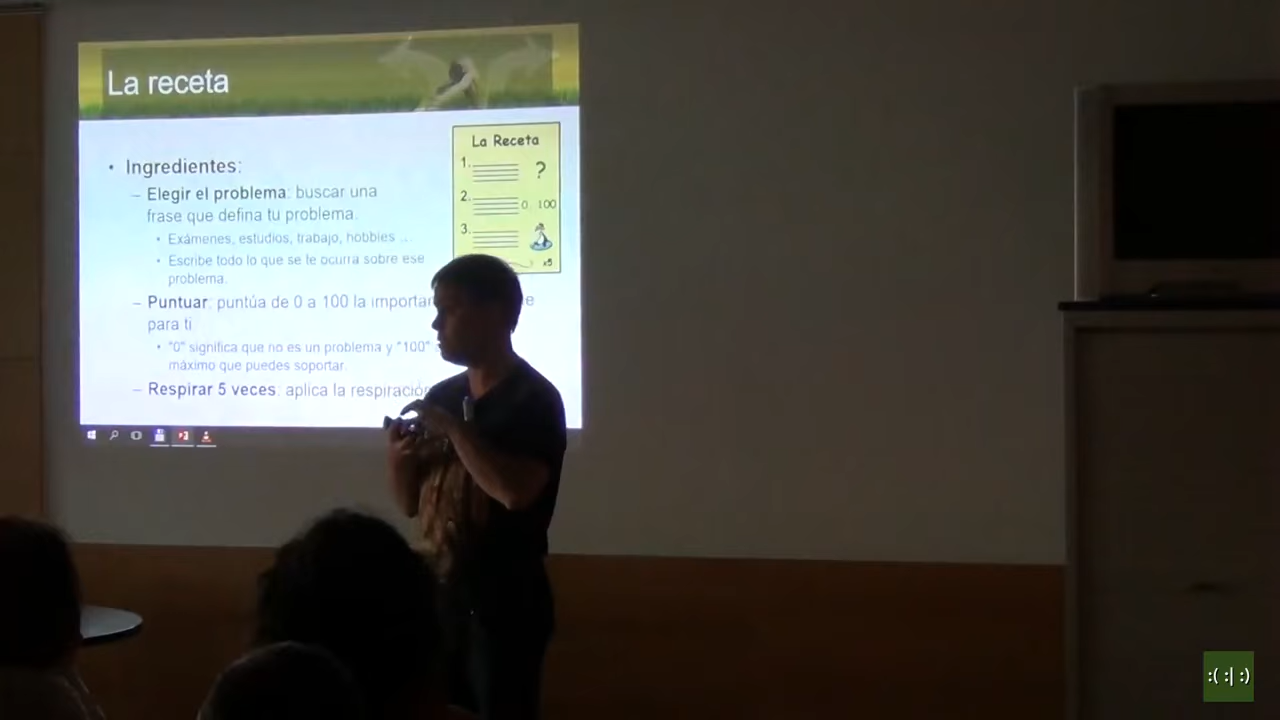 La receta
• Ingredientes:
– Elegir el problema: buscar una
frase que defina tu problema.
• Exámenes, estudios, trabajo, hobbies ...
• Escribe todo lo que se te ocurra sobre ese
problema.
– Puntuar: puntúa de 0 a 100 la
para ti
• "0" significa que no es un problema y "100"
máximo que puedes soportar.
– Respirar 5 veces: aplica la respiración
La Receta
1. ?
2. 0 100
3.
x5
:( :| :)